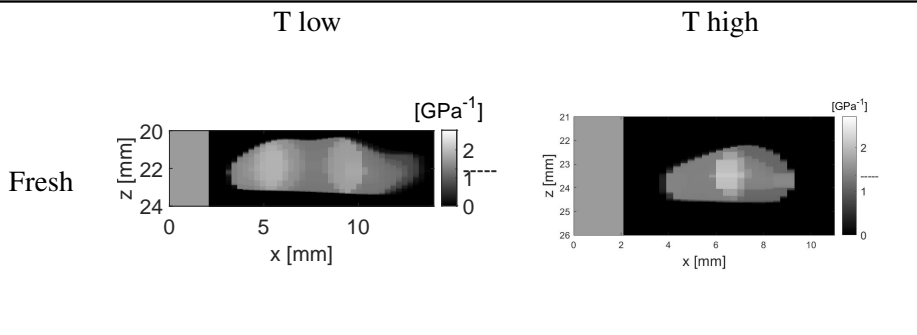 T low T high
Fresh
[GPa-1]
20
22
24
z [mm]
0 5 10
x [mm]
2
1
0
[GPa-1]
21
22
23
24
25
26
z [mm]
0 2 4 6 8 10
x [mm]
2
1
0